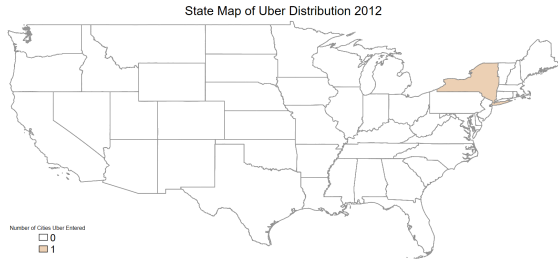 State Map of Uber Distribution 2012
Number of Cities Uber Entered
0
1